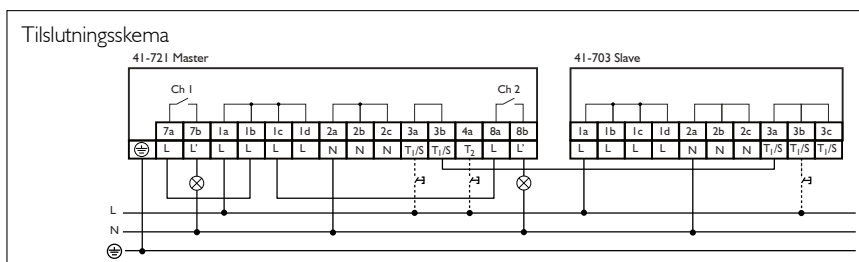 Tilslutningsskema
41-721 Master
41-703 Slave
Ch 1
Ch 2
7a 7b 1a 1b 1c 1d 2a 2b 2c 3a 3b 4a 8a 8b
1a 1b 1c 1d 2a 2b 2c 3a 3b 3c
L L' L L L L N N N T1/S T1/S T2 L L'
L L L L N N N T1/S T1/S T1/S
L
N